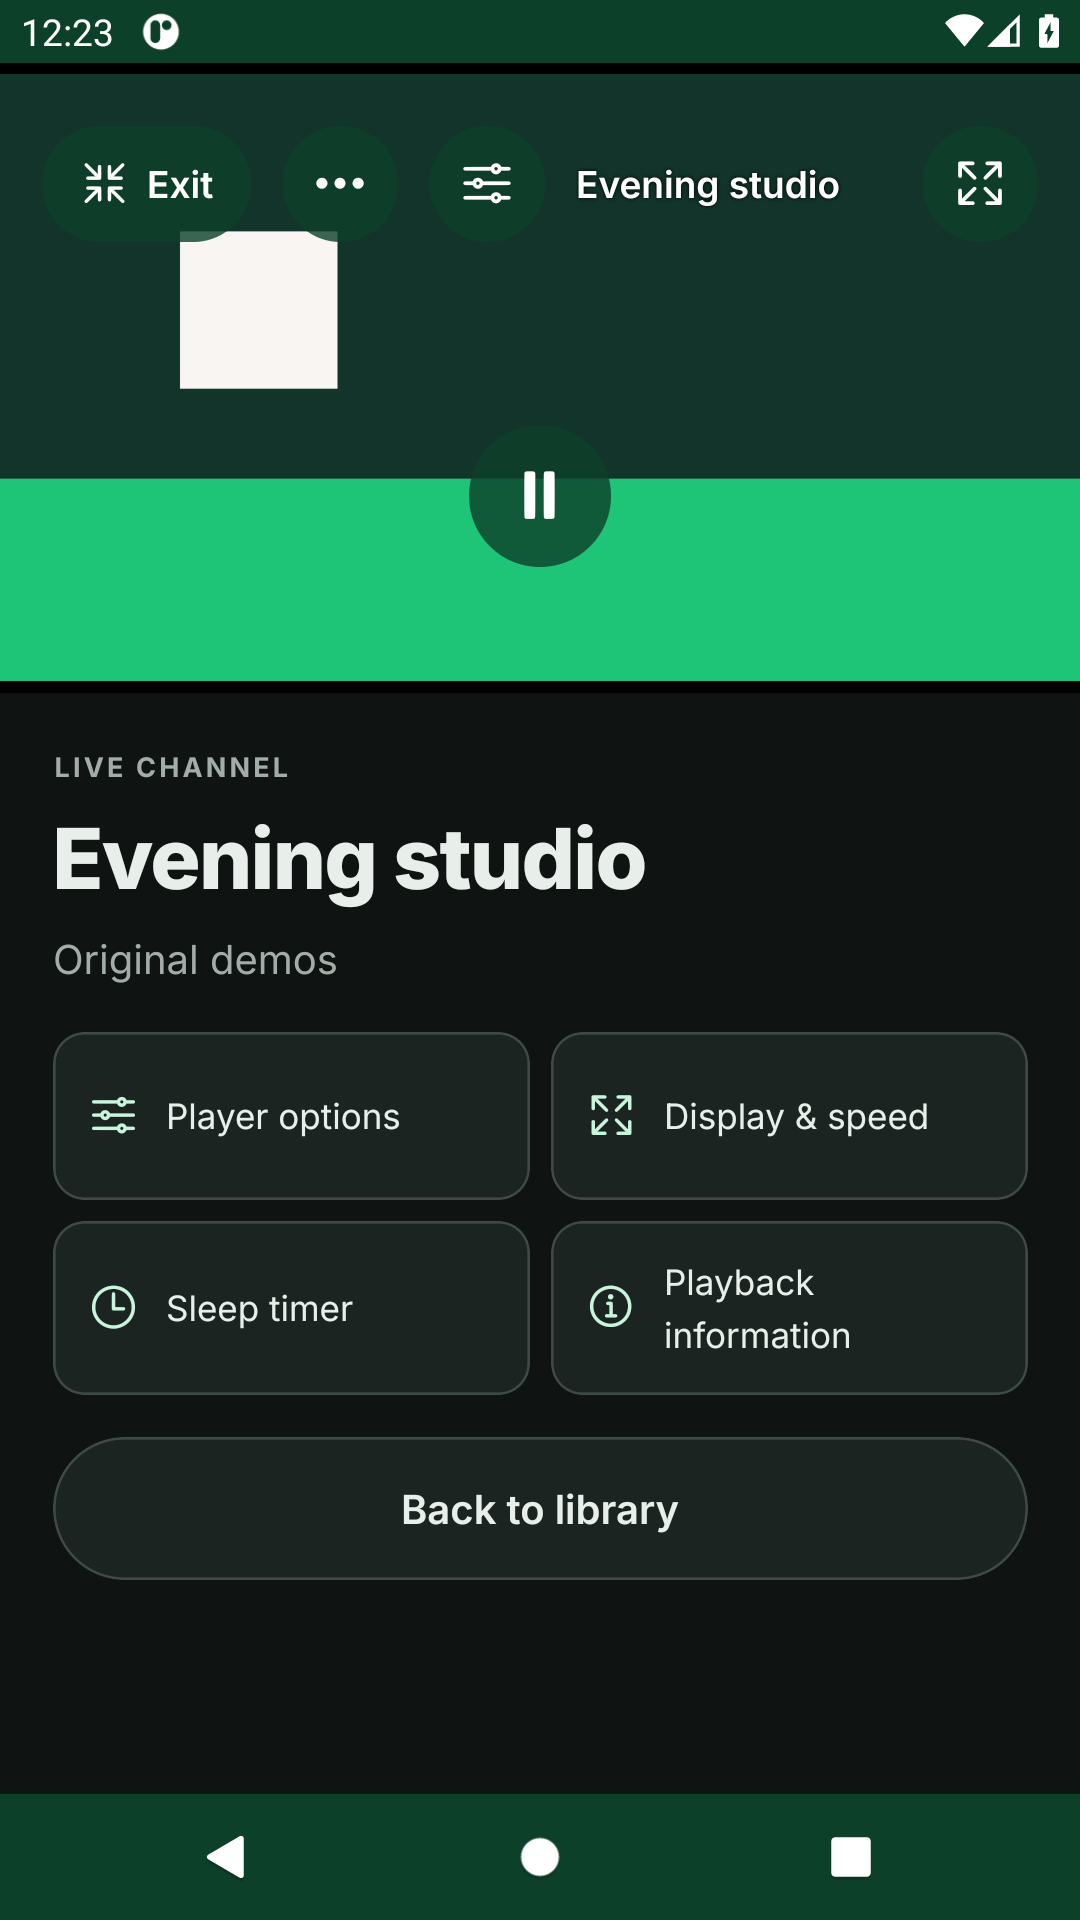 12:23
Exit
Evening studio
LIVE CHANNEL
Evening studio
Original demos
Player options
Display & speed
Sleep timer
Playback
information
Back to library